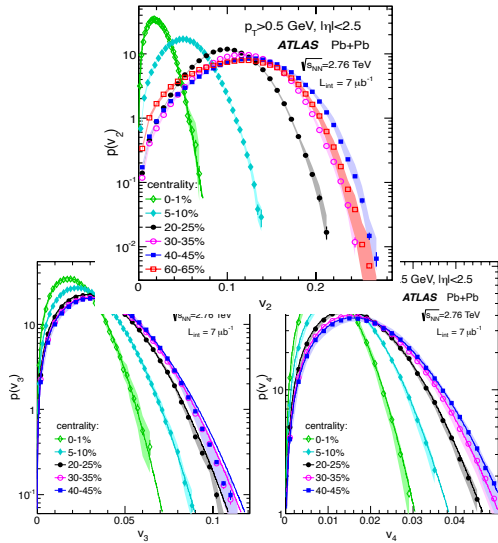 p_T>0.5 GeV, |η|<2.5
ATLAS Pb+Pb
√s_NN=2.76 TeV
L_int = 7 μb⁻¹
p(v_2)
10
1
10⁻¹
10⁻²
centrality:
0-1%
5-10%
20-25%
30-35%
40-45%
60-65%
0
0.1
0.2
v_2
√s_NN=2.76 TeV
L_int = 7 μb⁻¹
p(v_3)
10
1
10⁻¹
centrality:
0-1%
5-10%
20-25%
30-35%
40-45%
0
0.05
0.1
v_3
.5 GeV, |η|<2.5
ATLAS Pb+Pb
√s_NN=2.76 TeV
L_int = 7 μb⁻¹
p(v_4)
10
1
centrality:
0-1%
5-10%
20-25%
30-35%
40-45%
0.0
0.01
0.02
0.03
0.04
v_4